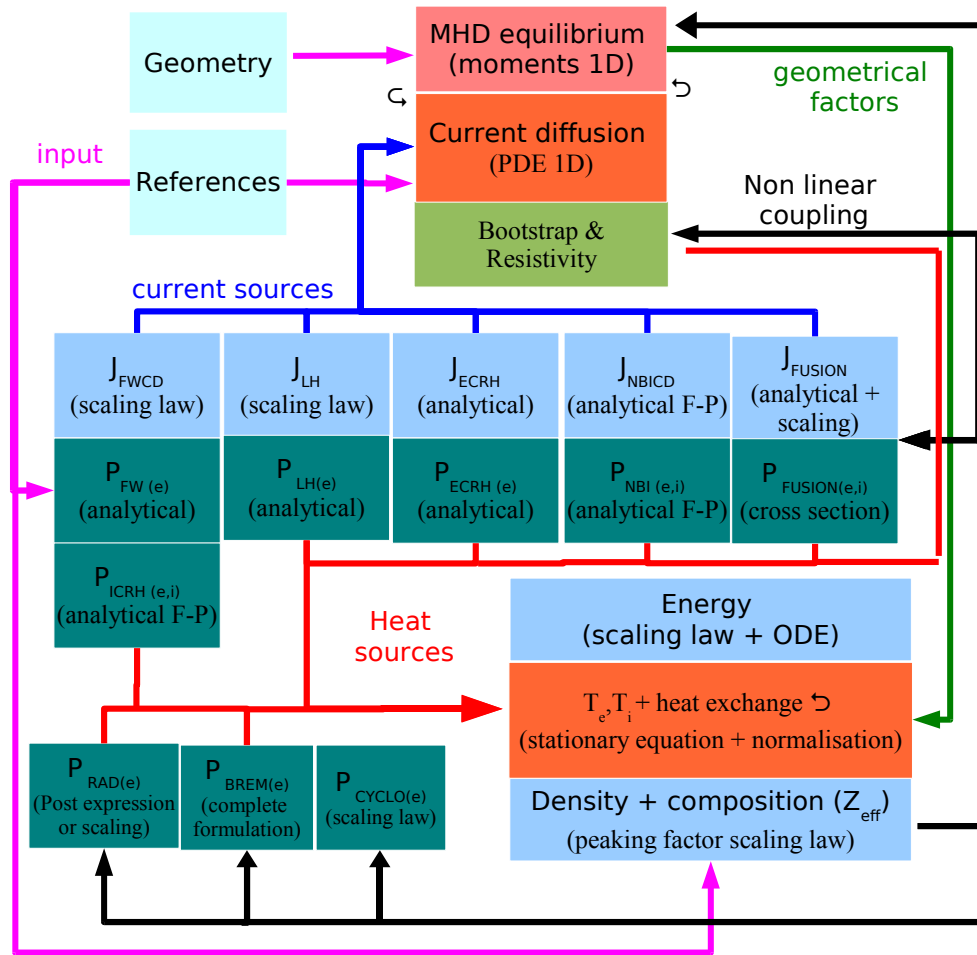 MHD equilibrium
(moments 1D)
Geometry
geometrical
factors
Current diffusion
(PDE 1D)
input
References
Non linear
coupling
Bootstrap &
Resistivity
current sources
J_FWCD
(scaling law)
J_LH
(scaling law)
J_ECRH
(analytical)
J_NBICD
(analytical F-P)
J_FUSION
(analytical +
scaling)
P_FW (e)
(analytical)
P_LH(e)
(analytical)
P_ECRH (e)
(analytical)
P_NBI (e,i)
(analytical F-P)
P_FUSION(e,i)
(cross section)
P_ICRH (e,i)
(analytical F-P)
Heat
sources
Energy
(scaling law + ODE)
T_e,T_i + heat exchange ⮌
(stationary equation + normalisation)
P_RAD(e)
(Post expression
or scaling)
P_BREM(e)
(complete
formulation)
P_CYCLO(e)
(scaling law)
Density + composition (Z_eff)
(peaking factor scaling law)